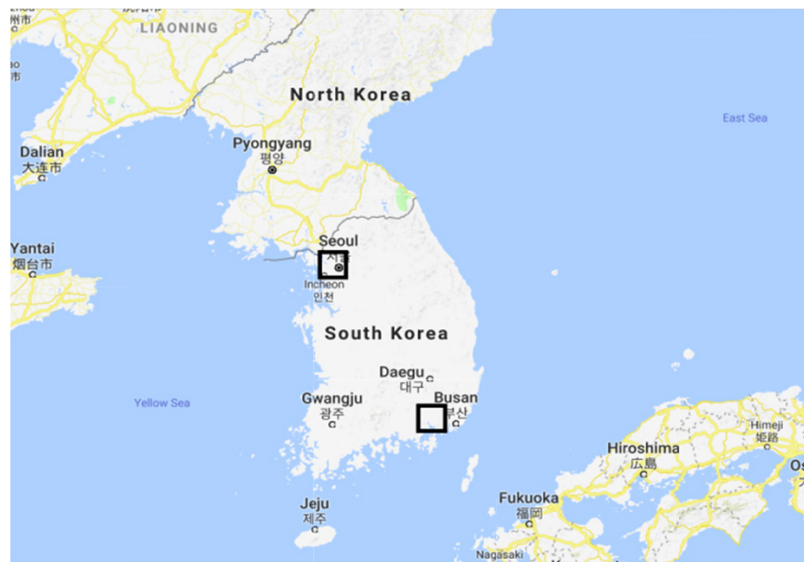 LIAONING
North Korea
East Sea
Pyongyang
평양
Dalian
大连市
Seoul
Yantai
烟台市
Incheon
인천
South Korea
Daegu
대구
Gwangju
광주
Busan
부산
Yellow Sea
Himeji
姫路
Hiroshima
広島
Fukuoka
福岡
Jeju
제주
Nagasaki